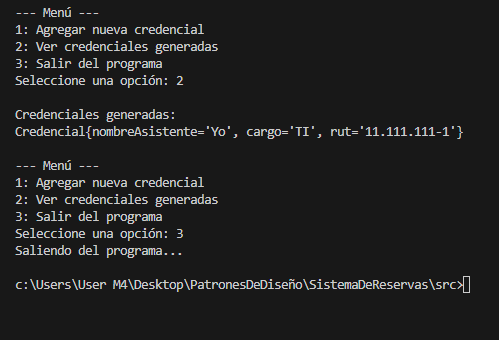 --- Menú ---
1: Agregar nueva credencial
2: Ver credenciales generadas
3: Salir del programa
Seleccione una opción: 2
Credenciales generadas:
Credencial{nombreAsistente='Yo', cargo='TI', rut='11.111.111-1'}
--- Menú ---
1: Agregar nueva credencial
2: Ver credenciales generadas
3: Salir del programa
Seleccione una opción: 3
Saliendo del programa...
c:\Users\User M4\Desktop\PatronesDeDiseño\SistemaDeReservas\src>